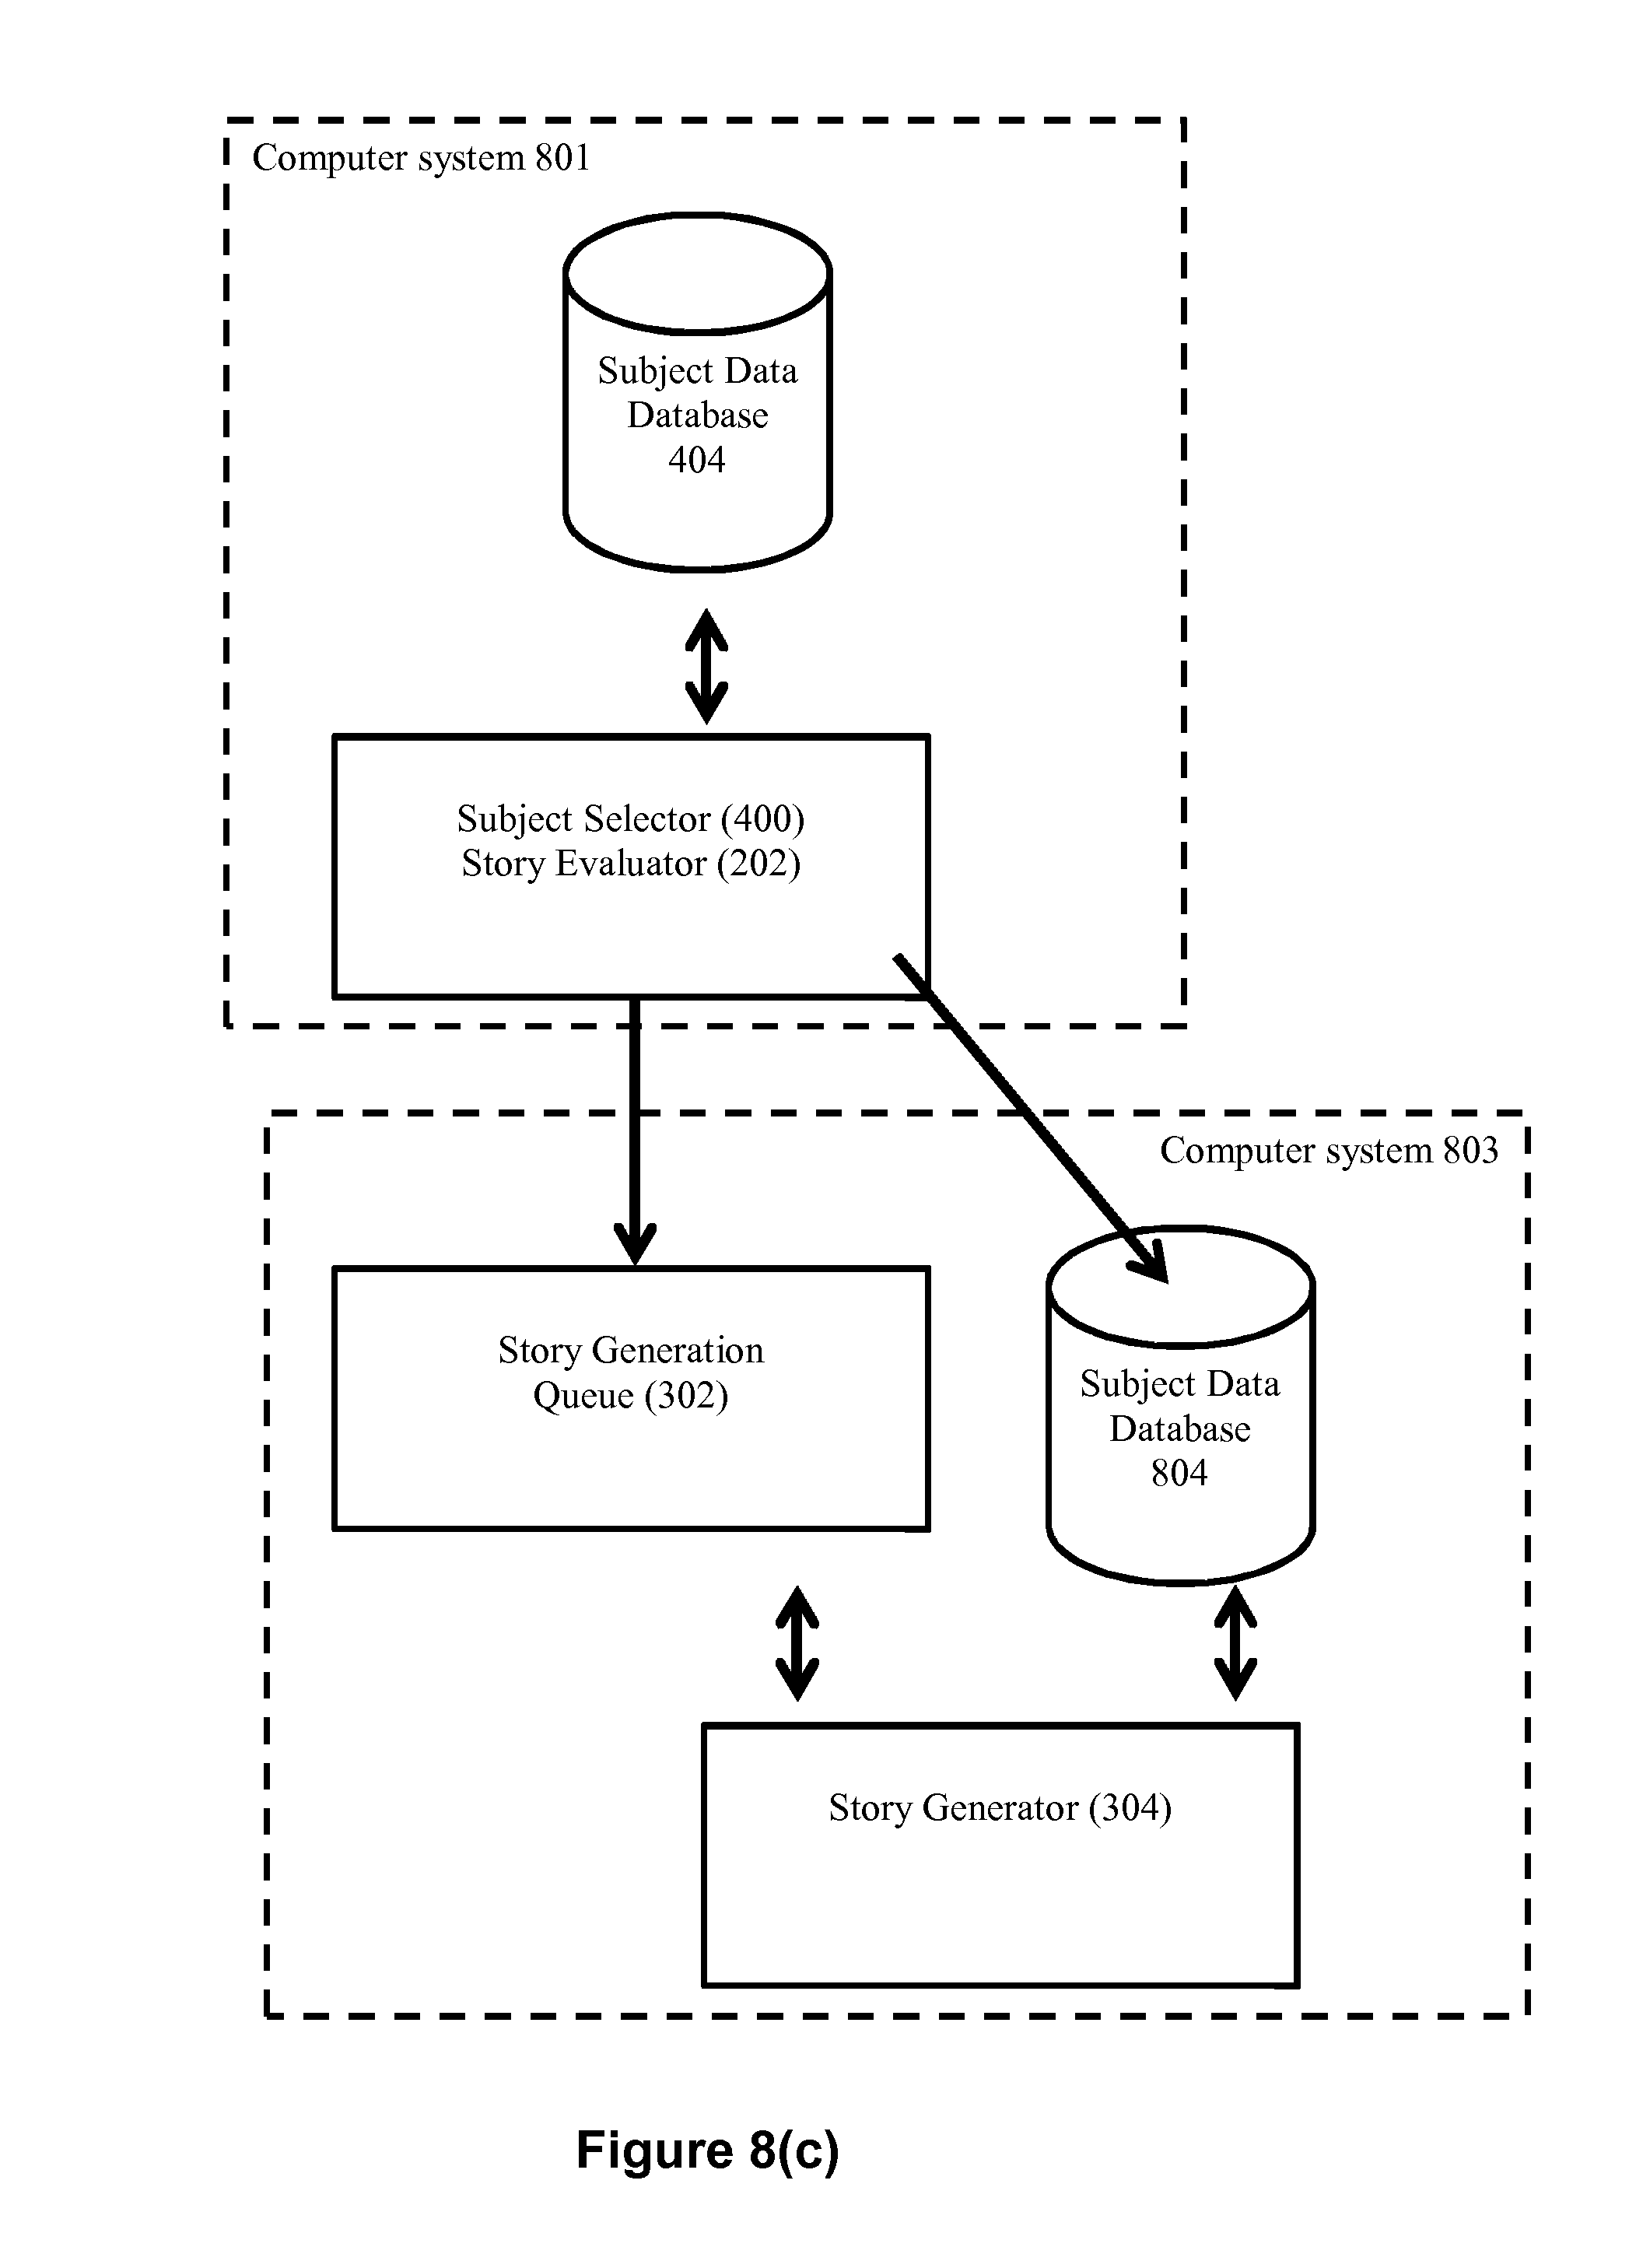 Computer system 801
Subject Data
Database
404
Subject Selector (400)
Story Evaluator (202)
Computer system 803
Story Generation
Queue (302)
Subject Data
Database
804
Story Generator (304)
Figure 8(c)